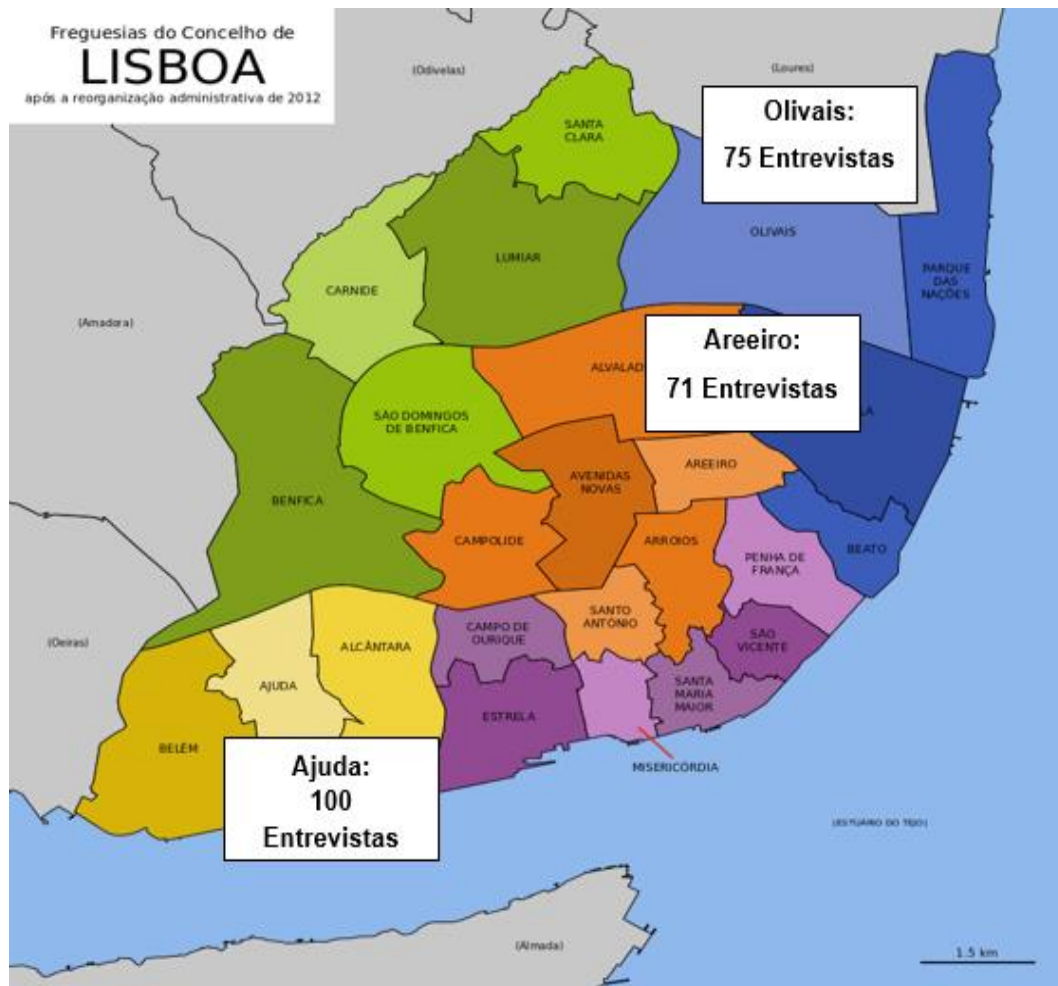 Freguesias do Concelho de
LISBOA
após a reorganização administrativa de 2012
(Odivelas)
(Loures)
Olivais:
75 Entrevistas
SANTA
CLARA
OLIVAIS
LUMIAR
PARQUE
DAS
NAÇÕES
CARNIDE
(Amadora)
Areeiro:
71 Entrevistas
ALVALAD
LA
SÃO DOMINGOS
DE BENFICA
AREEIRO
AVENIDAS
NOVAS
BENFICA
CAMPOLIDE
ARROIOS
BEATO
PENHA DE
FRANÇA
SANTO
ANTÓNIO
CAMPO DE
OURIQUE
SÃO
VICENTE
(Oeiras)
ALCÂNTARA
AJUDA
SANTA
MARIA
MAIOR
ESTRELA
BELÉM
MISERICÓRDIA
Ajuda:
100
Entrevistas
(ESTUÁRIO DO TEJO)
(Almada)
1.5 km